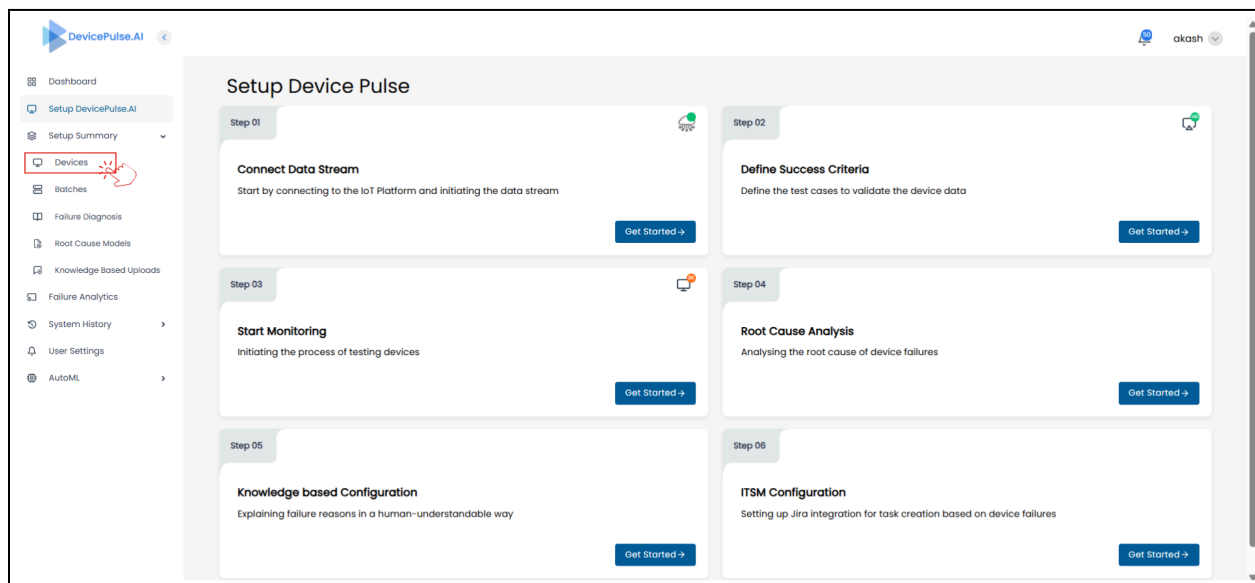 DevicePulse.AI
50
akash
Dashboard
Setup DevicePulse.AI
Setup Summary
Devices
Batches
Failure Diagnosis
Root Cause Models
Knowledge Based Uploads
Failure Analytics
System History
User Settings
AutoML
Setup Device Pulse
Step 01
Connect Data Stream
Start by connecting to the IoT Platform and initiating the data stream
Get Started →
Step 02
Define Success Criteria
Define the test cases to validate the device data
Get Started →
Step 03
Start Monitoring
Initiating the process of testing devices
Get Started →
Step 04
Root Cause Analysis
Analysing the root cause of device failures
Get Started →
Step 05
Knowledge based Configuration
Explaining failure reasons in a human-understandable way
Get Started →
Step 06
ITSM Configuration
Setting up Jira integration for task creation based on device failures
Get Started →